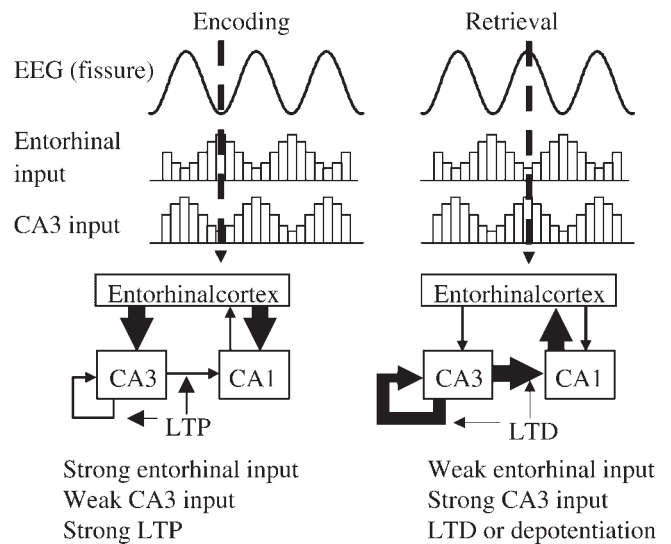 Encoding
Retrieval
EEG (fissure)
Entorhinal
input
CA3 input
Entorhinalcortex
CA3
CA1
LTP
Entorhinalcortex
CA3
CA1
LTD
Strong entorhinal input
Weak CA3 input
Strong LTP
Weak entorhinal input
Strong CA3 input
LTD or depotentiation